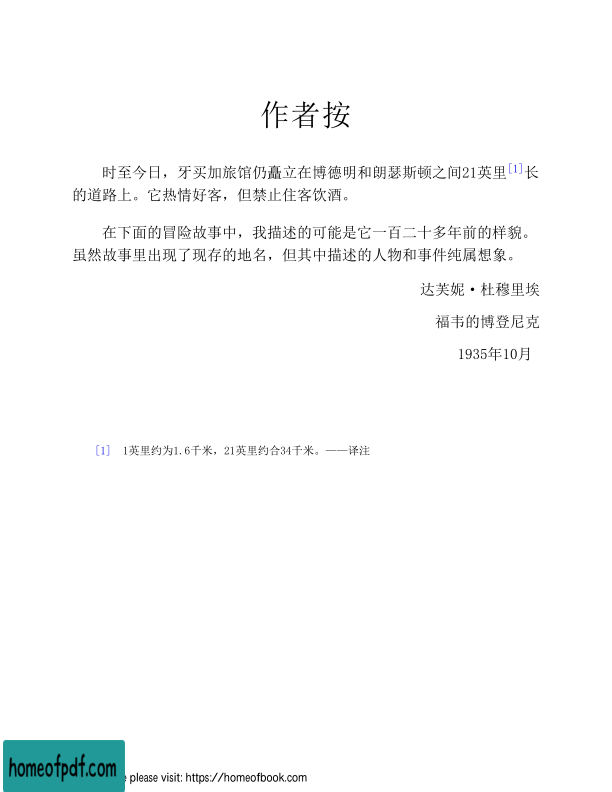 作者按
时至今日，牙买加旅馆仍矗立在博德明和朗瑟斯顿之间21英里[1]长
的道路上。它热情好客，但禁止住客饮酒。
在下面的冒险故事中，我描述的可能是它一百二十多年前的样貌。
虽然故事里出现了现存的地名，但其中描述的人物和事件纯属想象。
达芙妮·杜穆里埃
福韦的博登尼克
1935年10月
[1] 1英里约为1.6千米，21英里约合34千米。——译注
homeofpdf.com
e please visit: https://homeofbook.com